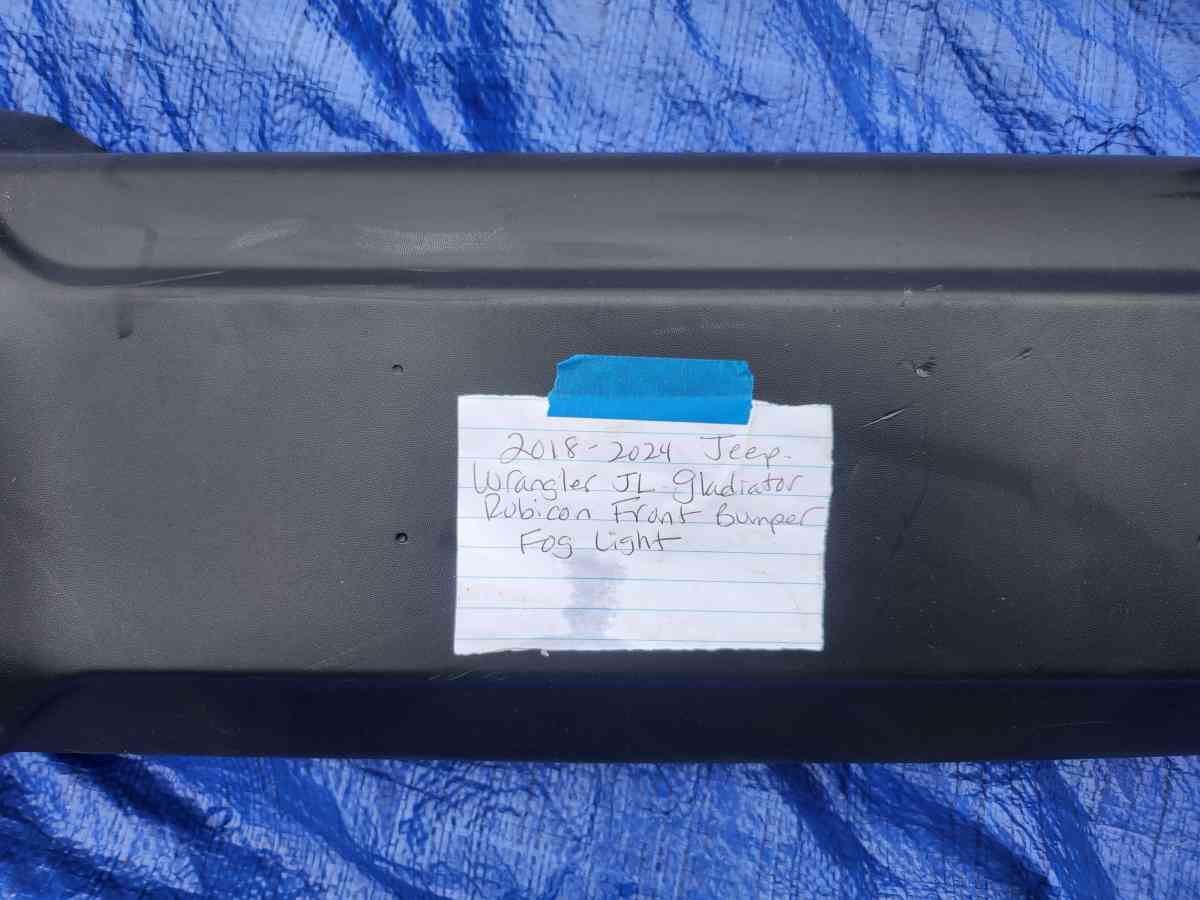 2018-2024 Jeep.
Wrangler JL Gladiator
Rubicon Front Bumper
Fog Light